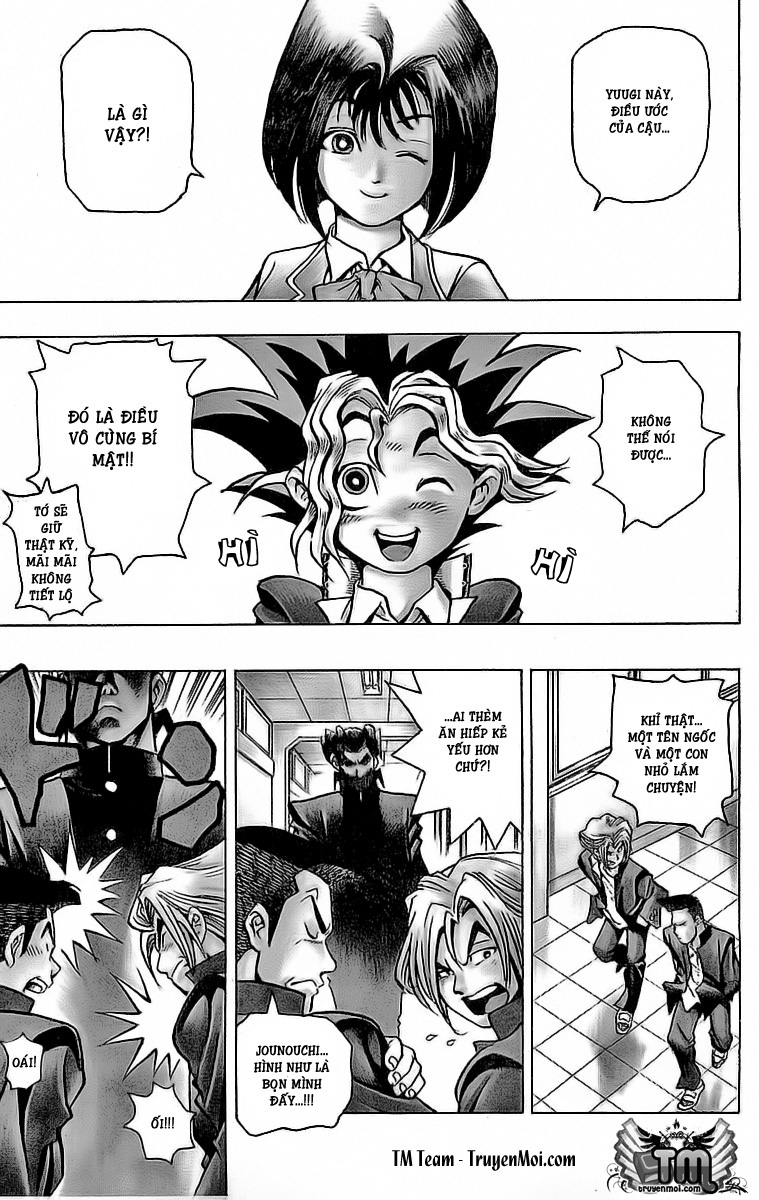 YUUGI NÀY,
ĐIỀU ƯỚC
CỦA CẬU...
LÀ GÌ
VẬY?!
KHÔNG
THỂ NÓI
ĐƯỢC...
ĐÓ LÀ ĐIỀU
VÔ CÙNG BÍ
MẬT!!
TỚ SẼ
GIỮ
THẬT KỸ,
MÃI MÃI
KHÔNG
TIẾT LỘ
HÌ
HÌ
KHỈ THẬT...
MỘT TÊN NGỐC
VÀ MỘT CON
NHỎ LẮM
CHUYỆN!
...AI THÈM
ĂN HIẾP KẺ
YẾU HƠN
CHỨ?!
JOUNOUCHI...
HÌNH NHƯ LÀ
BỌN MÌNH
ĐẤY...!!!
ỐI!!!
OÁI!
TM Team - TruyenMoi.com
TM
truyenmoi.com